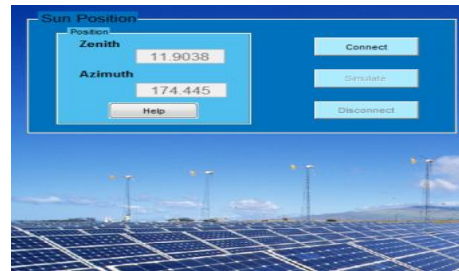 Sun Position
Position
Zenith
11.9038
Azimuth
174.445
Help
Connect
Simulate
Disconnect